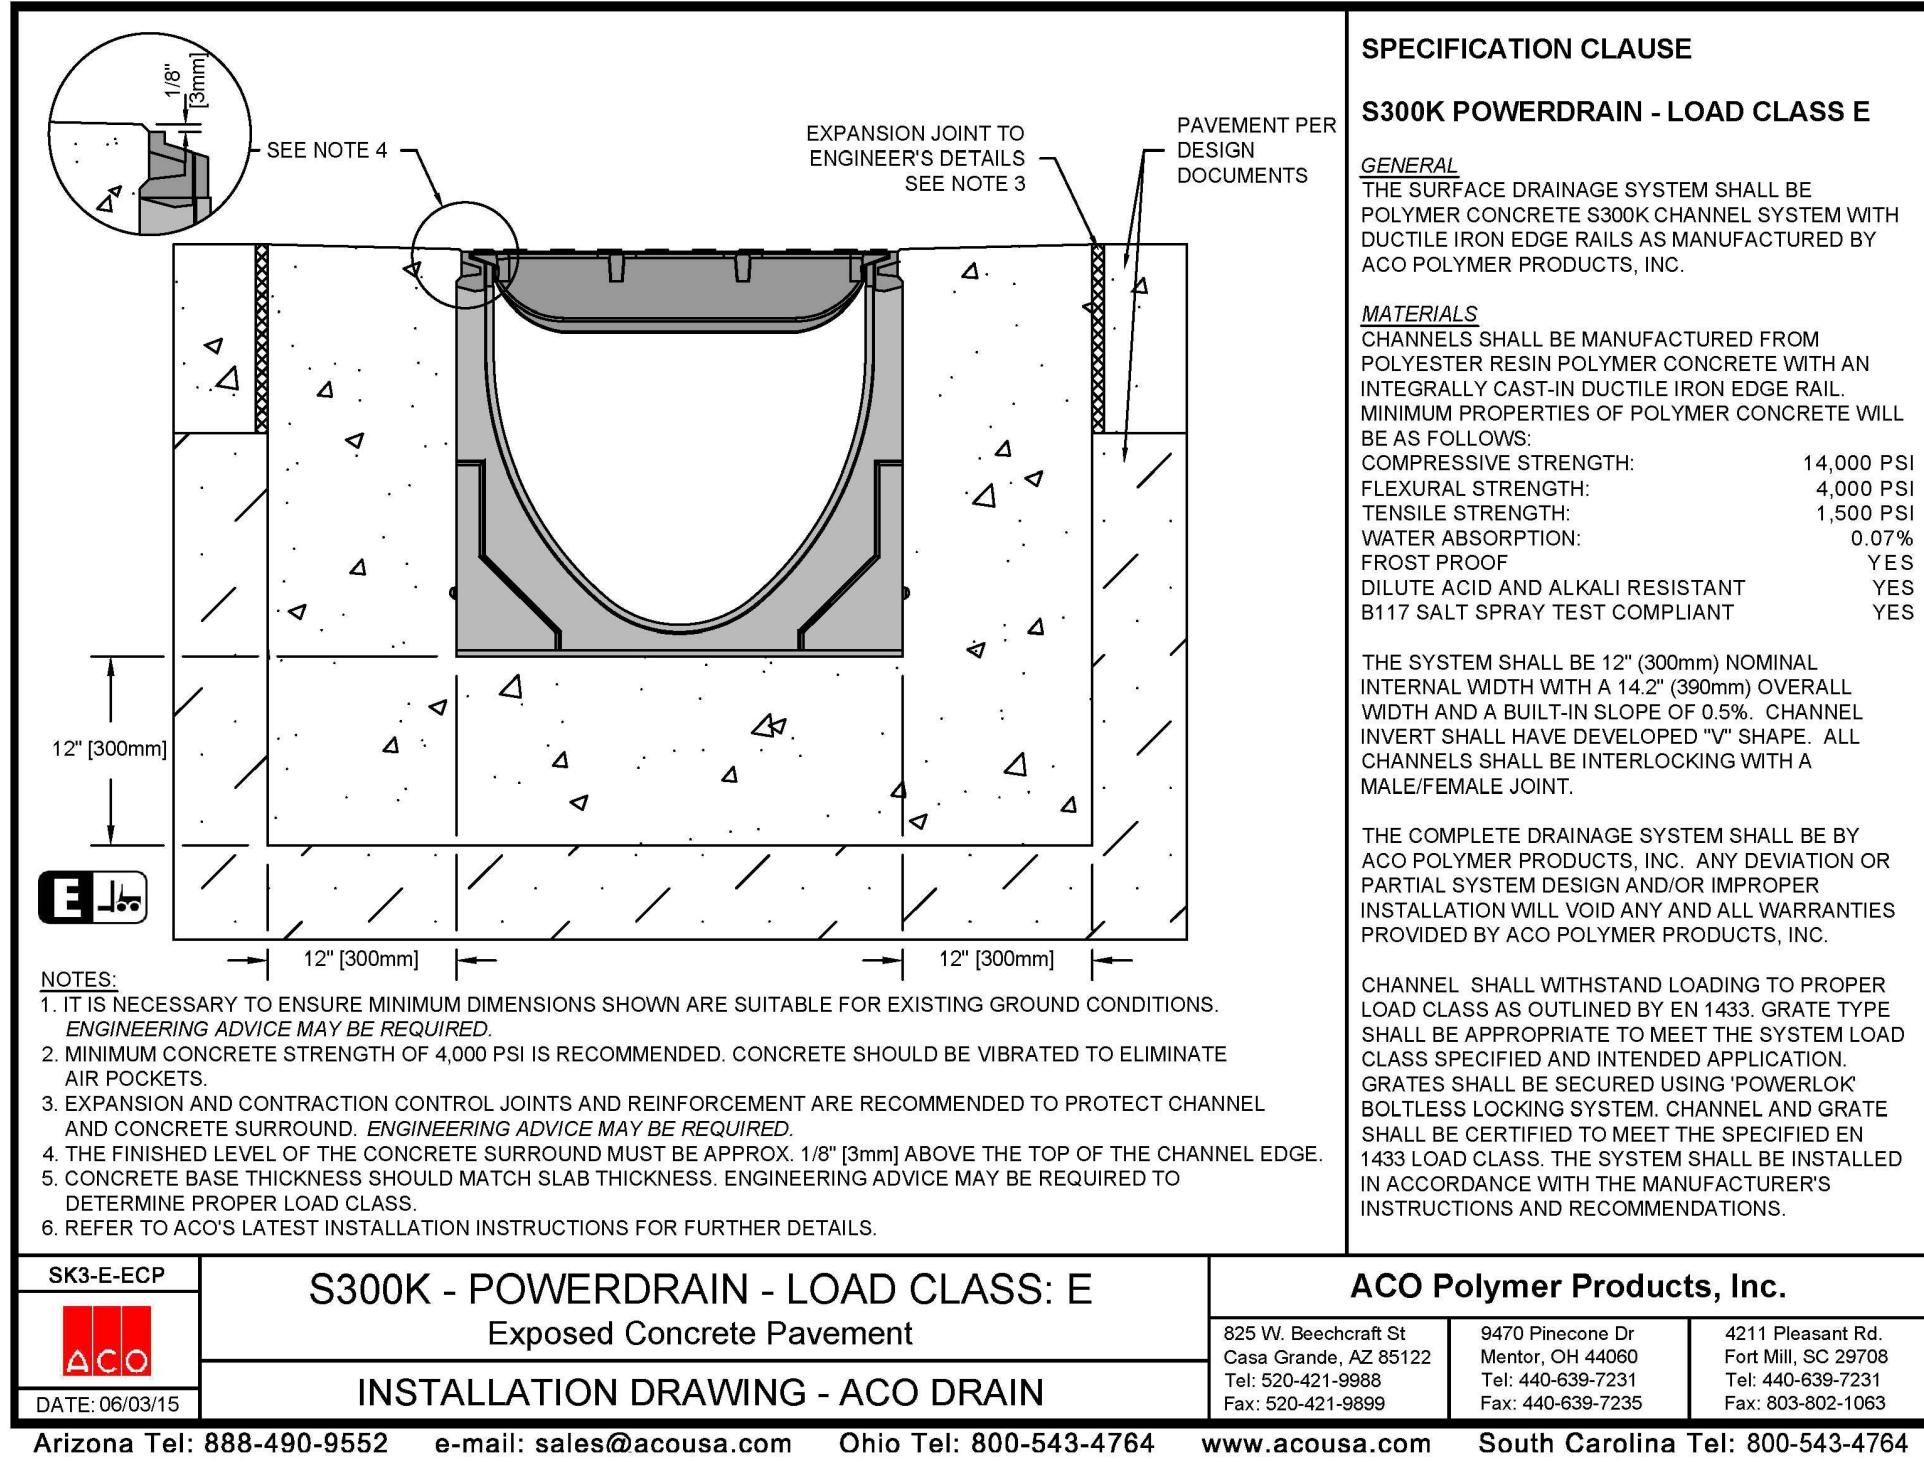 1/8"
[3mm]
SEE NOTE 4
EXPANSION JOINT TO
ENGINEER'S DETAILS
SEE NOTE 3
PAVEMENT PER
DESIGN
DOCUMENTS
12" [300mm]
E
12" [300mm]
12" [300mm]
NOTES:
1. IT IS NECESSARY TO ENSURE MINIMUM DIMENSIONS SHOWN ARE SUITABLE FOR EXISTING GROUND CONDITIONS.
ENGINEERING ADVICE MAY BE REQUIRED.
2. MINIMUM CONCRETE STRENGTH OF 4,000 PSI IS RECOMMENDED. CONCRETE SHOULD BE VIBRATED TO ELIMINATE
AIR POCKETS.
3. EXPANSION AND CONTRACTION CONTROL JOINTS AND REINFORCEMENT ARE RECOMMENDED TO PROTECT CHANNEL
AND CONCRETE SURROUND. ENGINEERING ADVICE MAY BE REQUIRED.
4. THE FINISHED LEVEL OF THE CONCRETE SURROUND MUST BE APPROX. 1/8" [3mm] ABOVE THE TOP OF THE CHANNEL EDGE.
5. CONCRETE BASE THICKNESS SHOULD MATCH SLAB THICKNESS. ENGINEERING ADVICE MAY BE REQUIRED TO
DETERMINE PROPER LOAD CLASS.
6. REFER TO ACO'S LATEST INSTALLATION INSTRUCTIONS FOR FURTHER DETAILS.
SPECIFICATION CLAUSE
S300K POWERDRAIN - LOAD CLASS E
GENERAL
THE SURFACE DRAINAGE SYSTEM SHALL BE
POLYMER CONCRETE S300K CHANNEL SYSTEM WITH
DUCTILE IRON EDGE RAILS AS MANUFACTURED BY
ACO POLYMER PRODUCTS, INC.
MATERIALS
CHANNELS SHALL BE MANUFACTURED FROM
POLYESTER RESIN POLYMER CONCRETE WITH AN
INTEGRALLY CAST-IN DUCTILE IRON EDGE RAIL.
MINIMUM PROPERTIES OF POLYMER CONCRETE WILL
BE AS FOLLOWS:
COMPRESSIVE STRENGTH: 14,000 PSI
FLEXURAL STRENGTH: 4,000 PSI
TENSILE STRENGTH: 1,500 PSI
WATER ABSORPTION: 0.07%
FROST PROOF YES
DILUTE ACID AND ALKALI RESISTANT YES
B117 SALT SPRAY TEST COMPLIANT YES
THE SYSTEM SHALL BE 12" (300mm) NOMINAL
INTERNAL WIDTH WITH A 14.2" (390mm) OVERALL
WIDTH AND A BUILT-IN SLOPE OF 0.5%. CHANNEL
INVERT SHALL HAVE DEVELOPED "V" SHAPE. ALL
CHANNELS SHALL BE INTERLOCKING WITH A
MALE/FEMALE JOINT.
THE COMPLETE DRAINAGE SYSTEM SHALL BE BY
ACO POLYMER PRODUCTS, INC. ANY DEVIATION OR
PARTIAL SYSTEM DESIGN AND/OR IMPROPER
INSTALLATION WILL VOID ANY AND ALL WARRANTIES
PROVIDED BY ACO POLYMER PRODUCTS, INC.
CHANNEL SHALL WITHSTAND LOADING TO PROPER
LOAD CLASS AS OUTLINED BY EN 1433. GRATE TYPE
SHALL BE APPROPRIATE TO MEET THE SYSTEM LOAD
CLASS SPECIFIED AND INTENDED APPLICATION.
GRATES SHALL BE SECURED USING 'POWERLOK'
BOLTLESS LOCKING SYSTEM. CHANNEL AND GRATE
SHALL BE CERTIFIED TO MEET THE SPECIFIED EN
1433 LOAD CLASS. THE SYSTEM SHALL BE INSTALLED
IN ACCORDANCE WITH THE MANUFACTURER'S
INSTRUCTIONS AND RECOMMENDATIONS.
SK3-E-ECP
ACO
DATE: 06/03/15
S300K - POWERDRAIN - LOAD CLASS: E
Exposed Concrete Pavement
INSTALLATION DRAWING - ACO DRAIN
ACO Polymer Products, Inc.
825 W. Beechcraft St
Casa Grande, AZ 85122
Tel: 520-421-9988
Fax: 520-421-9899
9470 Pinecone Dr
Mentor, OH 44060
Tel: 440-639-7231
Fax: 440-639-7235
4211 Pleasant Rd.
Fort Mill, SC 29708
Tel: 440-639-7231
Fax: 803-802-1063
Arizona Tel: 888-490-9552 e-mail: sales@acousa.com Ohio Tel: 800-543-4764 www.acousa.com South Carolina Tel: 800-543-4764